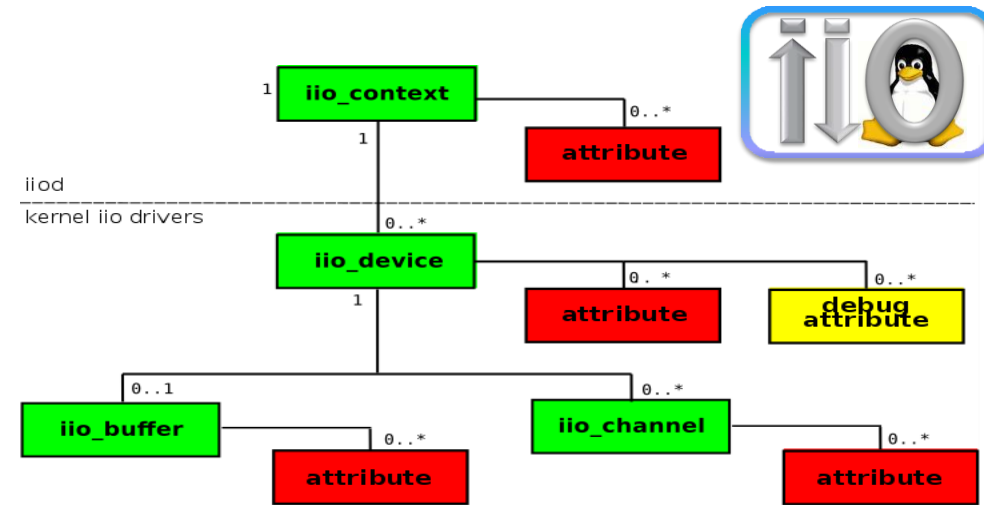 iio
1
iio_context
0..*
attribute
1
iiod
kernel iio drivers
0..*
iio_device
0. *
attribute
0..*
debug
attribute
1
0..1
iio_buffer
0..*
attribute
0..*
iio_channel
0..*
attribute